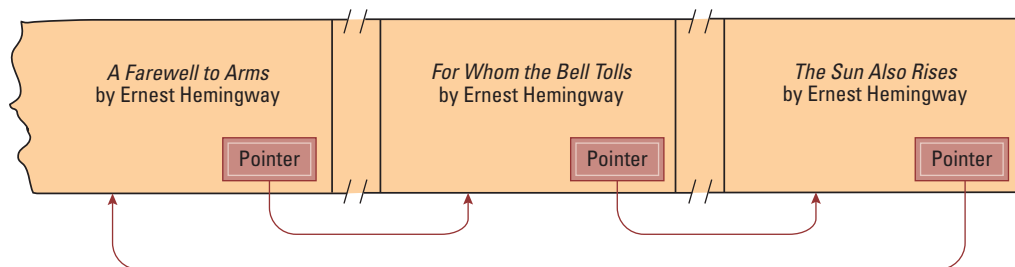 A Farewell to Arms
by Ernest Hemingway
Pointer
For Whom the Bell Tolls
by Ernest Hemingway
Pointer
The Sun Also Rises
by Ernest Hemingway
Pointer